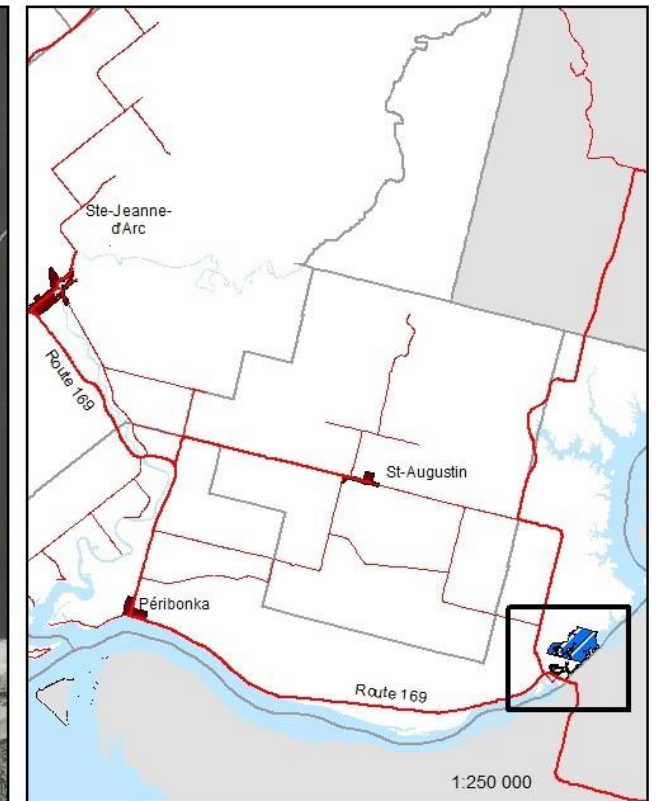 Ste-Jeanne-
d'Arc
Route 169
St-Augustin
Péribonka
Route 169
1:250 000